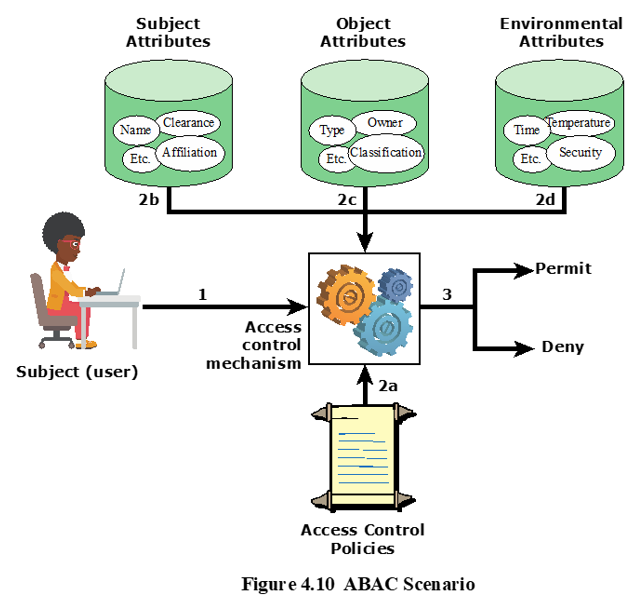 Subject
Attributes
Object
Attributes
Environmental
Attributes
Name
Clearance
Etc.
Affiliation
Type
Owner
Etc.
Classification
Time
Temperature
Etc.
Security
2b
2c
2d
1
Access
control
mechanism
3
Permit
Deny
Subject (user)
2a
Access Control
Policies
Figure 4.10 ABAC Scenario